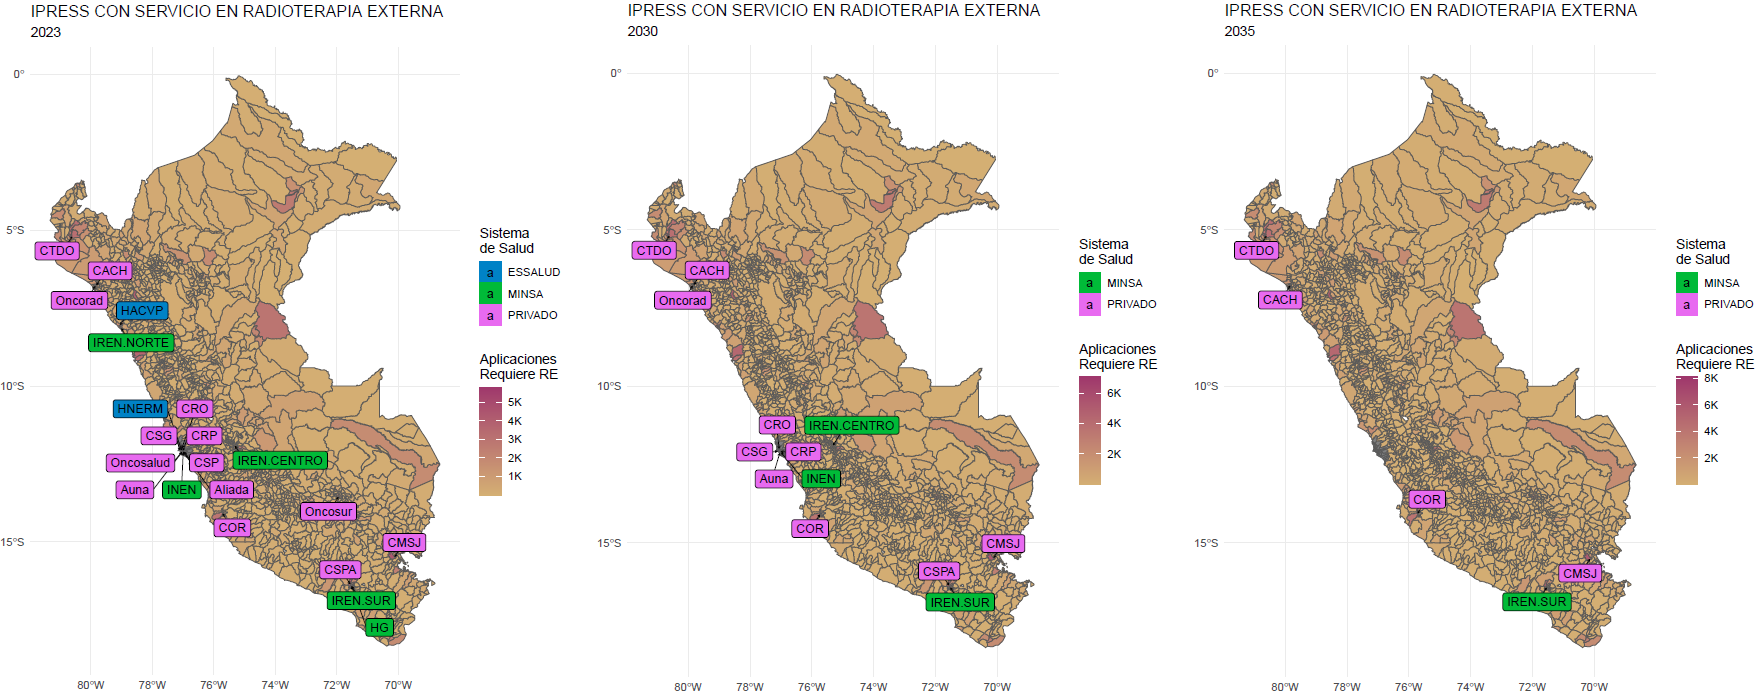 IPRESS CON SERVICIO EN RADIOTERAPIA EXTERNA
2023
0°
5°S
10°S
15°S
80°W 78°W 76°W 74°W 72°W 70°W
CTDO
CACH
Oncorad
HACVP
IREN.NORTE
HNERM
CRO
CSG
CRP
Oncosalud
CSP
IREN.CENTRO
Auna
INEN
Aliada
Oncosur
COR
CMSJ
CSPA
IREN.SUR
HG
Sistema
de Salud
a ESSALUD
a MINSA
a PRIVADO
Aplicaciones
Requiere RE
5K
4K
3K
2K
1K
IPRESS CON SERVICIO EN RADIOTERAPIA EXTERNA
2030
0°
5°S
10°S
15°S
80°W 78°W 76°W 74°W 72°W 70°W
CTDO
CACH
Oncorad
CRO
IREN.CENTRO
CSG
CRP
Auna
INEN
COR
CMSJ
CSPA
IREN.SUR
Sistema
de Salud
a MINSA
a PRIVADO
Aplicaciones
Requiere RE
6K
4K
2K
IPRESS CON SERVICIO EN RADIOTERAPIA EXTERNA
2035
0°
5°S
10°S
15°S
80°W 78°W 76°W 74°W 72°W 70°W
CTDO
CACH
COR
CMSJ
IREN.SUR
Sistema
de Salud
a MINSA
a PRIVADO
Aplicaciones
Requiere RE
8K
6K
4K
2K